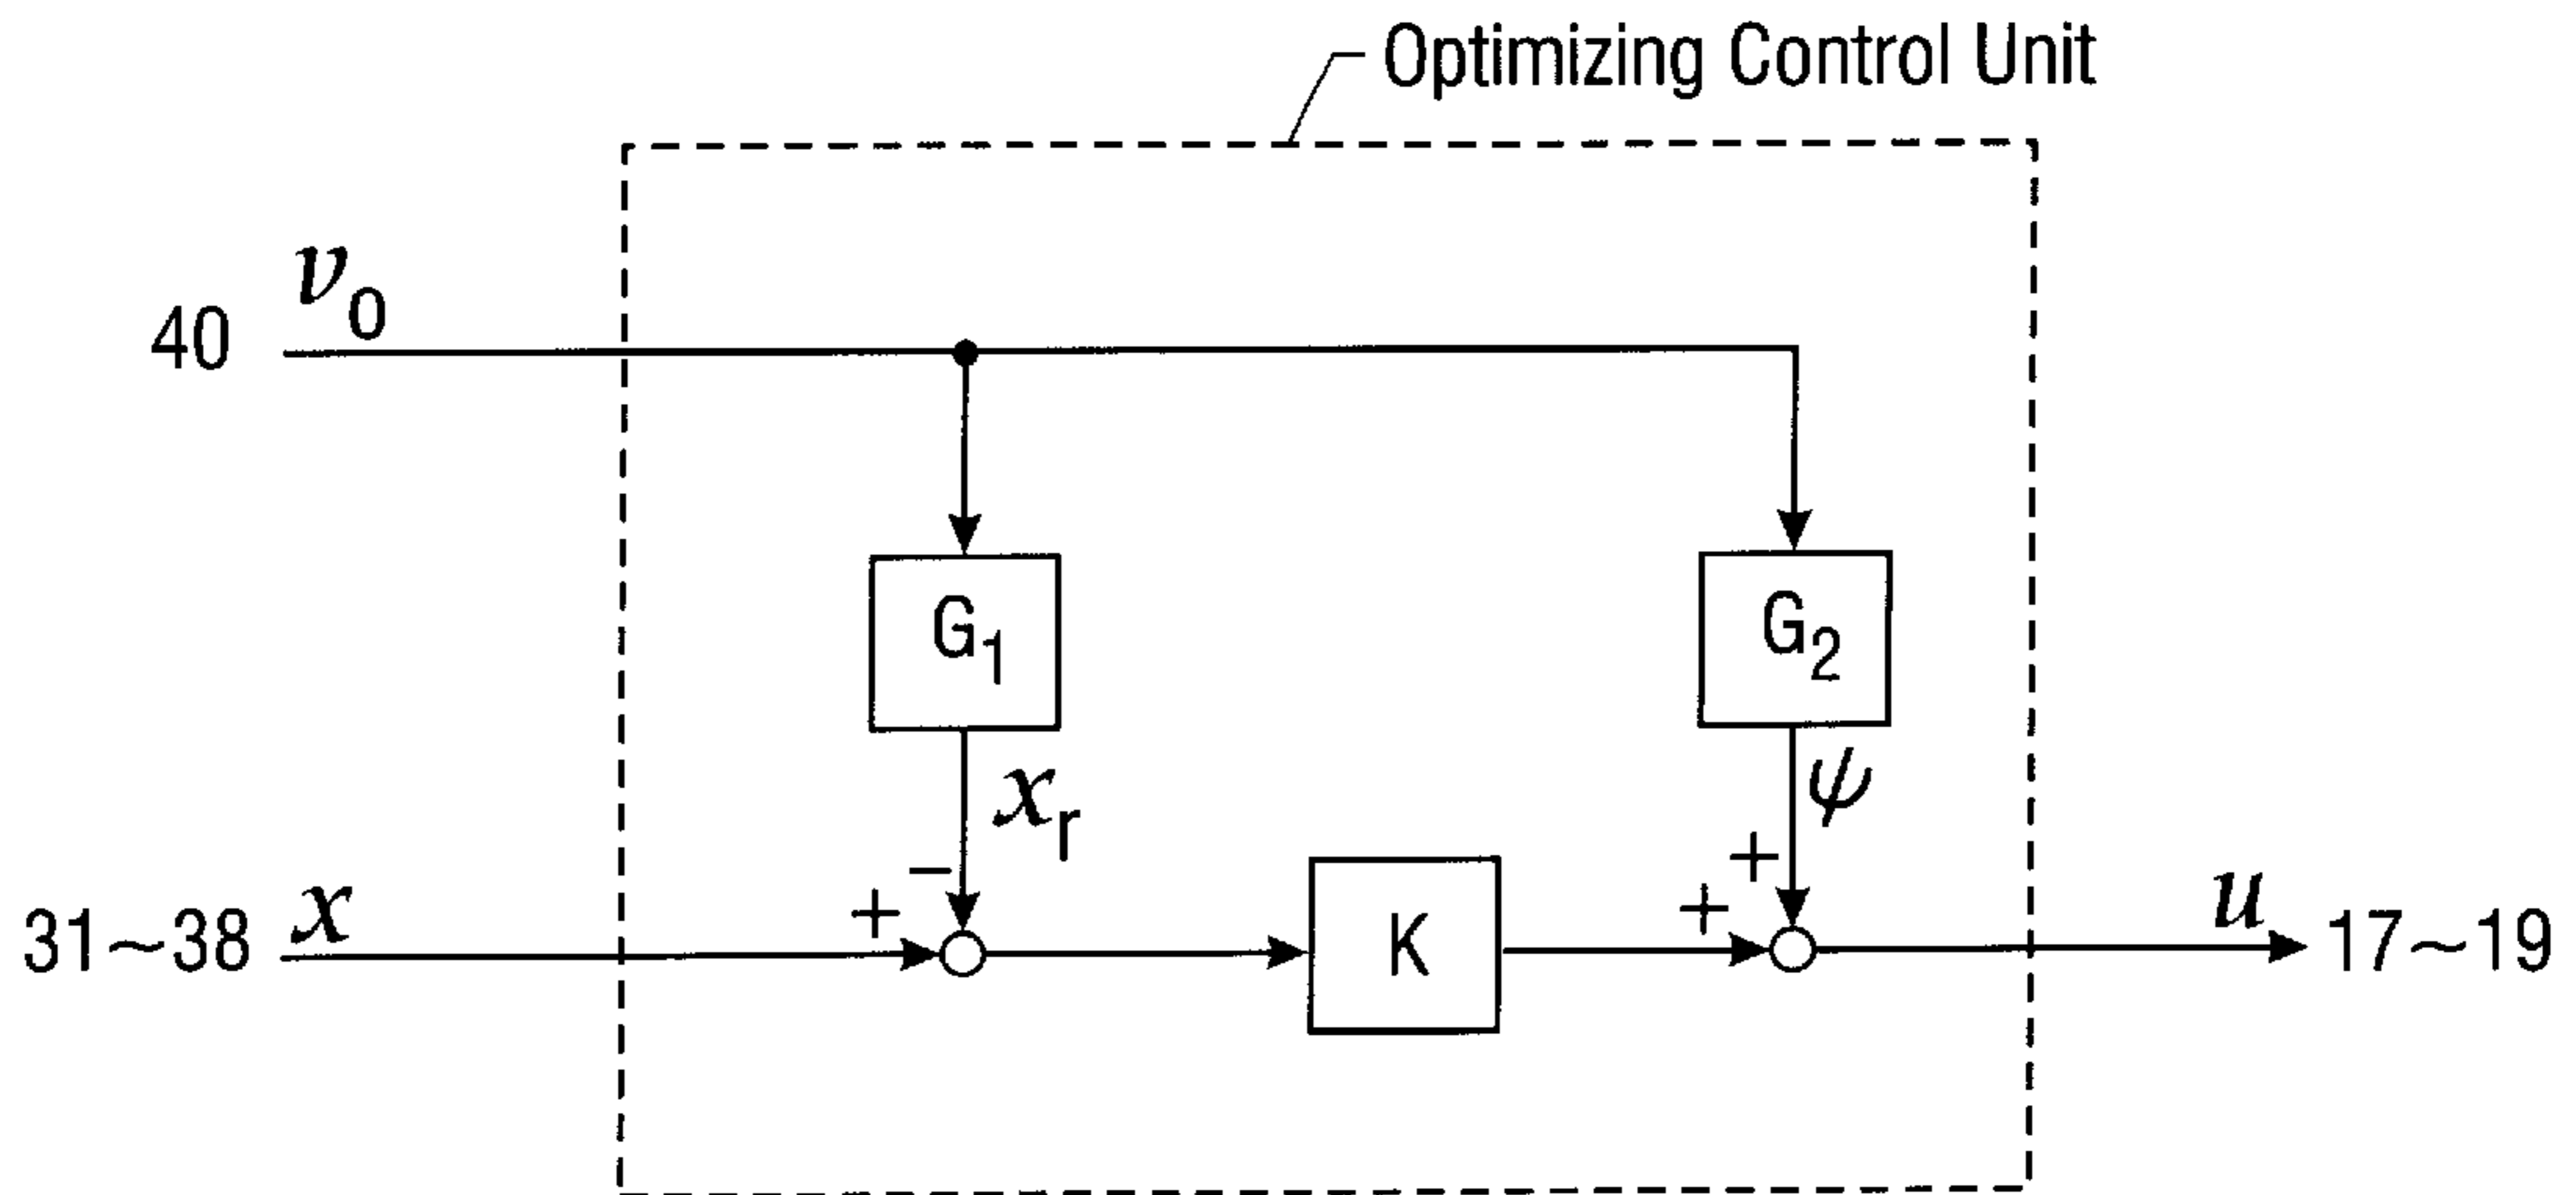 Optimizing Control Unit
v₀
40
G₁
G₂
xᵣ
ψ
− +
+ +
K
31~38 x
u 17~19